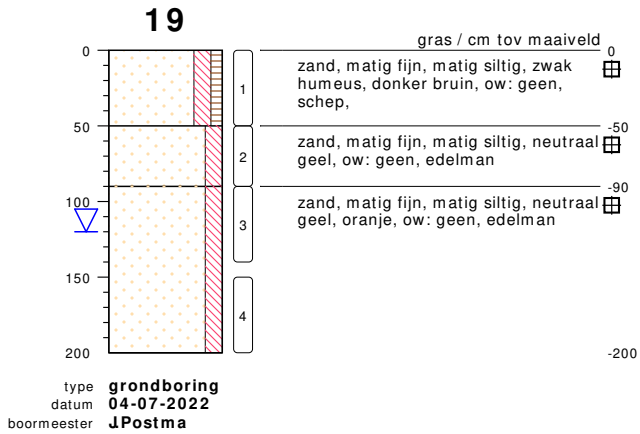 19
gras / cm tov maaiveld
0
0
zand, matig fijn, matig siltig, zwak
humeus, donker bruin, ow: geen,
schep,
1
50
-50
zand, matig fijn, matig siltig, neutraal
geel, ow: geen, edelman
2
-90
zand, matig fijn, matig siltig, neutraal
geel, oranje, ow: geen, edelman
100
3
150
4
200
-200
type grondboring
datum 04-07-2022
boormeester J.Postma